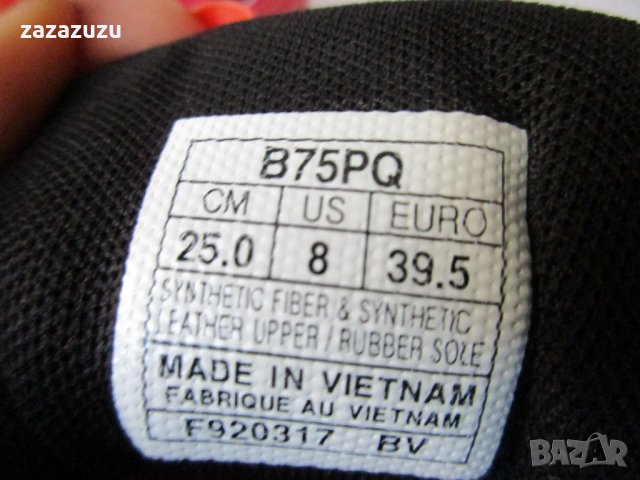 zazazuzu
B75PQ
CM US EURO
25.0 8 39.5
SYNTHETIC FIBER & SYNTHETIC
LEATHER UPPER / RUBBER SOLE
MADE IN VIETNAM
FABRIQUE AU VIETNAM
F920317 BV
BAZAR